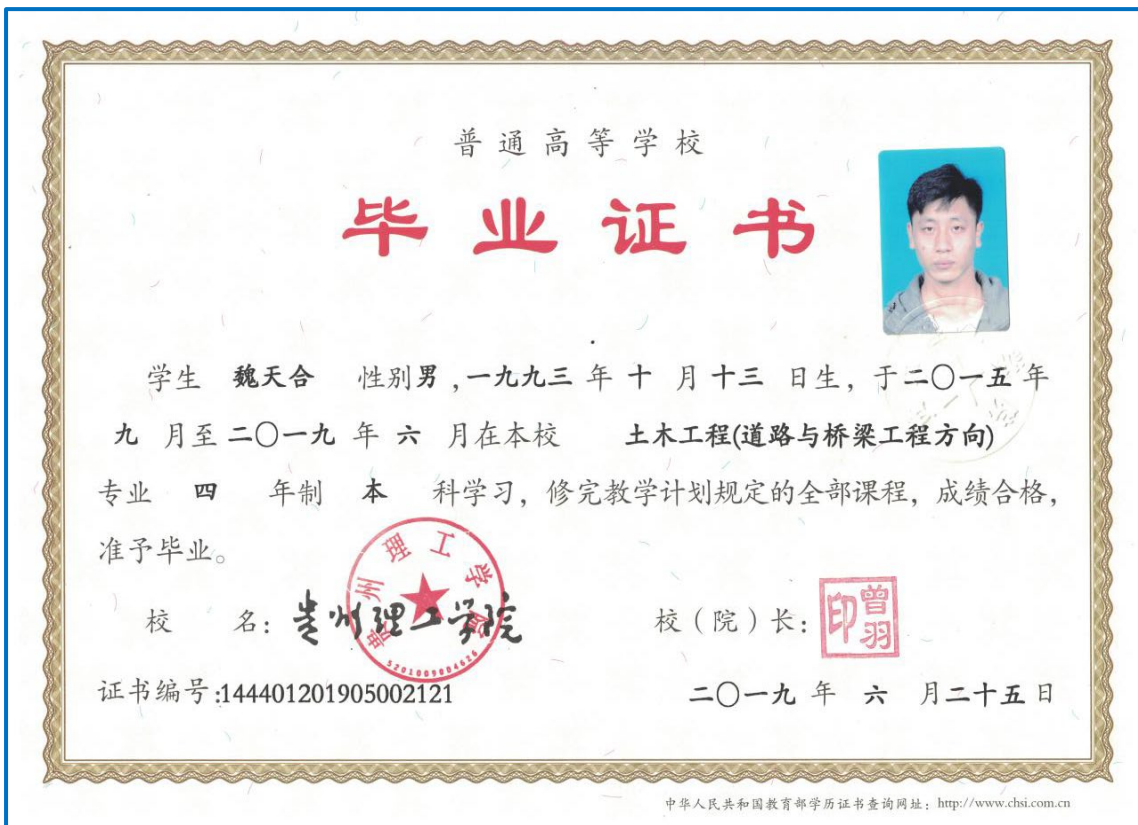 普通高等学校
毕业证书
学生 魏天合 性别男,一九九三 年 十 月 十三 日生, 于二〇一五年
九 月至 二〇一九 年 六 月在本校 土木工程(道路与桥梁工程方向)
专业 四 年制 本 科学习, 修完教学计划规定的全部课程, 成绩合格,
准予毕业。
校 名: 贵州理工学院
贵州理工学院
5201009004626
校(院)长: 曾羽印
证书编号:144401201905002121
二〇一九 年 六 月二十五日
中华人民共和国教育部学历证书查询网址: http://www.chsi.com.cn